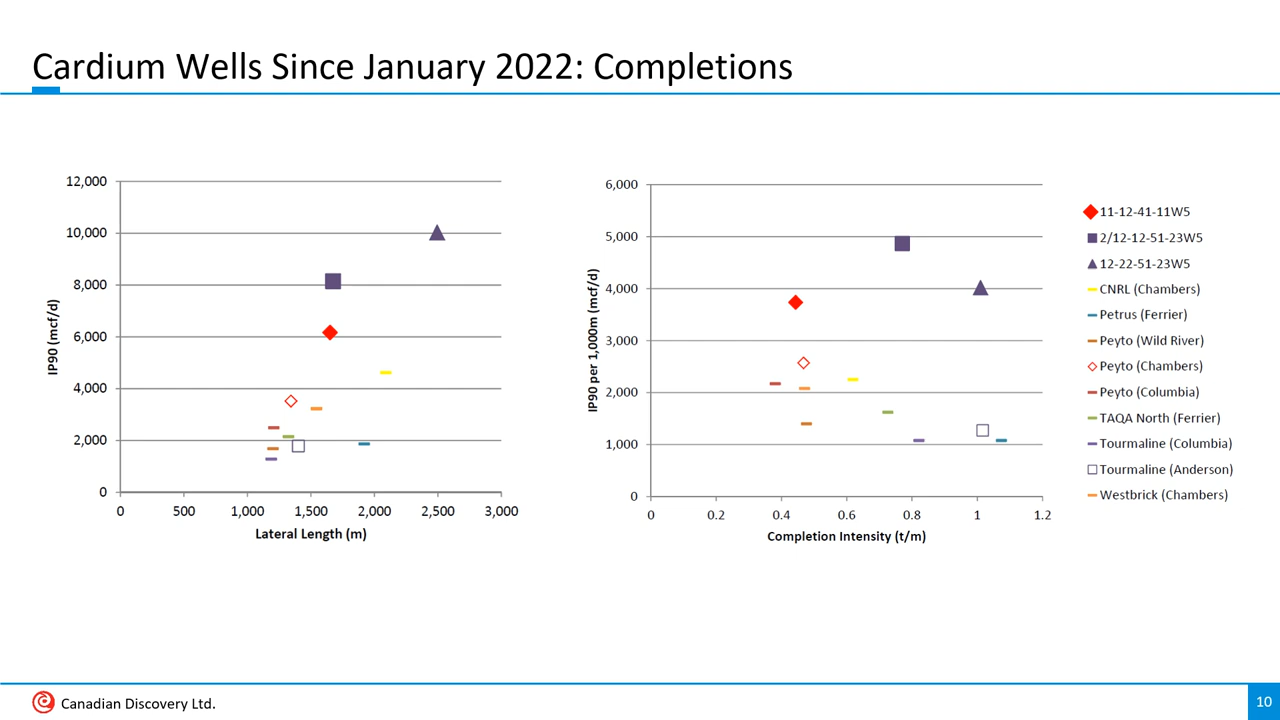 Cardium Wells Since January 2022: Completions
12,000
10,000
8,000
6,000
4,000
2,000
0
IP90 (mcf/d)
0 500 1,000 1,500 2,000 2,500 3,000
Lateral Length (m)
6,000
5,000
4,000
3,000
2,000
1,000
0
IP90 per 1,000m (mcf/d)
0 0.2 0.4 0.6 0.8 1 1.2
Completion Intensity (t/m)
11-12-41-11W5
2/12-12-51-23W5
12-22-51-23W5
CNRL (Chambers)
Petrus (Ferrier)
Peyto (Wild River)
Peyto (Chambers)
Peyto (Columbia)
TAQA North (Ferrier)
Tourmaline (Columbia)
Tourmaline (Anderson)
Westbrick (Chambers)
Canadian Discovery Ltd.
10